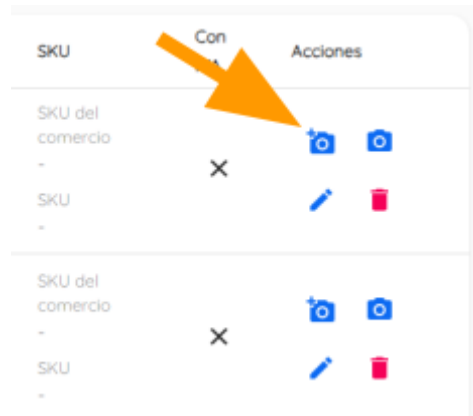 SKU
Con
Acciones
SKU del
comercio
-
SKU
-
SKU del
comercio
-
SKU
-